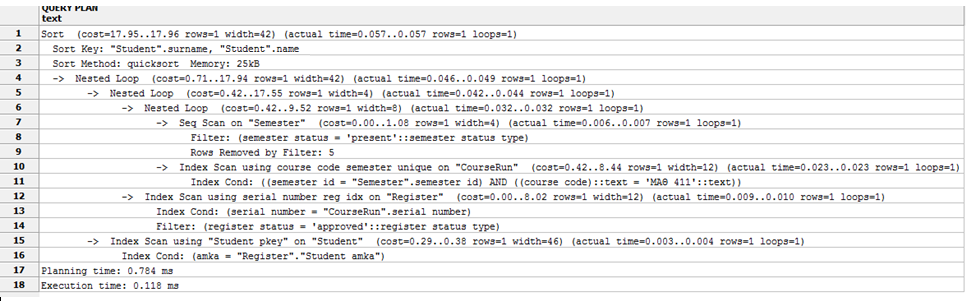 QUERY PLAN
text
1 Sort (cost=17.95..17.96 rows=1 width=42) (actual time=0.057..0.057 rows=1 loops=1)
2 Sort Key: "Student".surname, "Student".name
3 Sort Method: quicksort Memory: 25kB
4 -> Nested Loop (cost=0.71..17.94 rows=1 width=42) (actual time=0.046..0.049 rows=1 loops=1)
5 -> Nested Loop (cost=0.42..17.55 rows=1 width=4) (actual time=0.042..0.044 rows=1 loops=1)
6 -> Nested Loop (cost=0.42..9.52 rows=1 width=8) (actual time=0.032..0.032 rows=1 loops=1)
7 -> Seq Scan on "Semester" (cost=0.00..1.08 rows=1 width=4) (actual time=0.006..0.007 rows=1 loops=1)
8 Filter: (semester status = 'present'::semester status type)
9 Rows Removed by Filter: 5
10 -> Index Scan using course code semester unique on "CourseRun" (cost=0.42..8.44 rows=1 width=12) (actual time=0.023..0.023 rows=1 loops=1)
11 Index Cond: ((semester id = "Semester".semester id) AND ((course code)::text = 'ΜΑΘ 411'::text))
12 -> Index Scan using serial number reg idx on "Register" (cost=0.00..8.02 rows=1 width=12) (actual time=0.009..0.010 rows=1 loops=1)
13 Index Cond: (serial number = "CourseRun".serial number)
14 Filter: (register status = 'approved'::register status type)
15 -> Index Scan using "Student pkey" on "Student" (cost=0.29..0.38 rows=1 width=46) (actual time=0.003..0.004 rows=1 loops=1)
16 Index Cond: (amka = "Register"."Student amka")
17 Planning time: 0.784 ms
18 Execution time: 0.118 ms